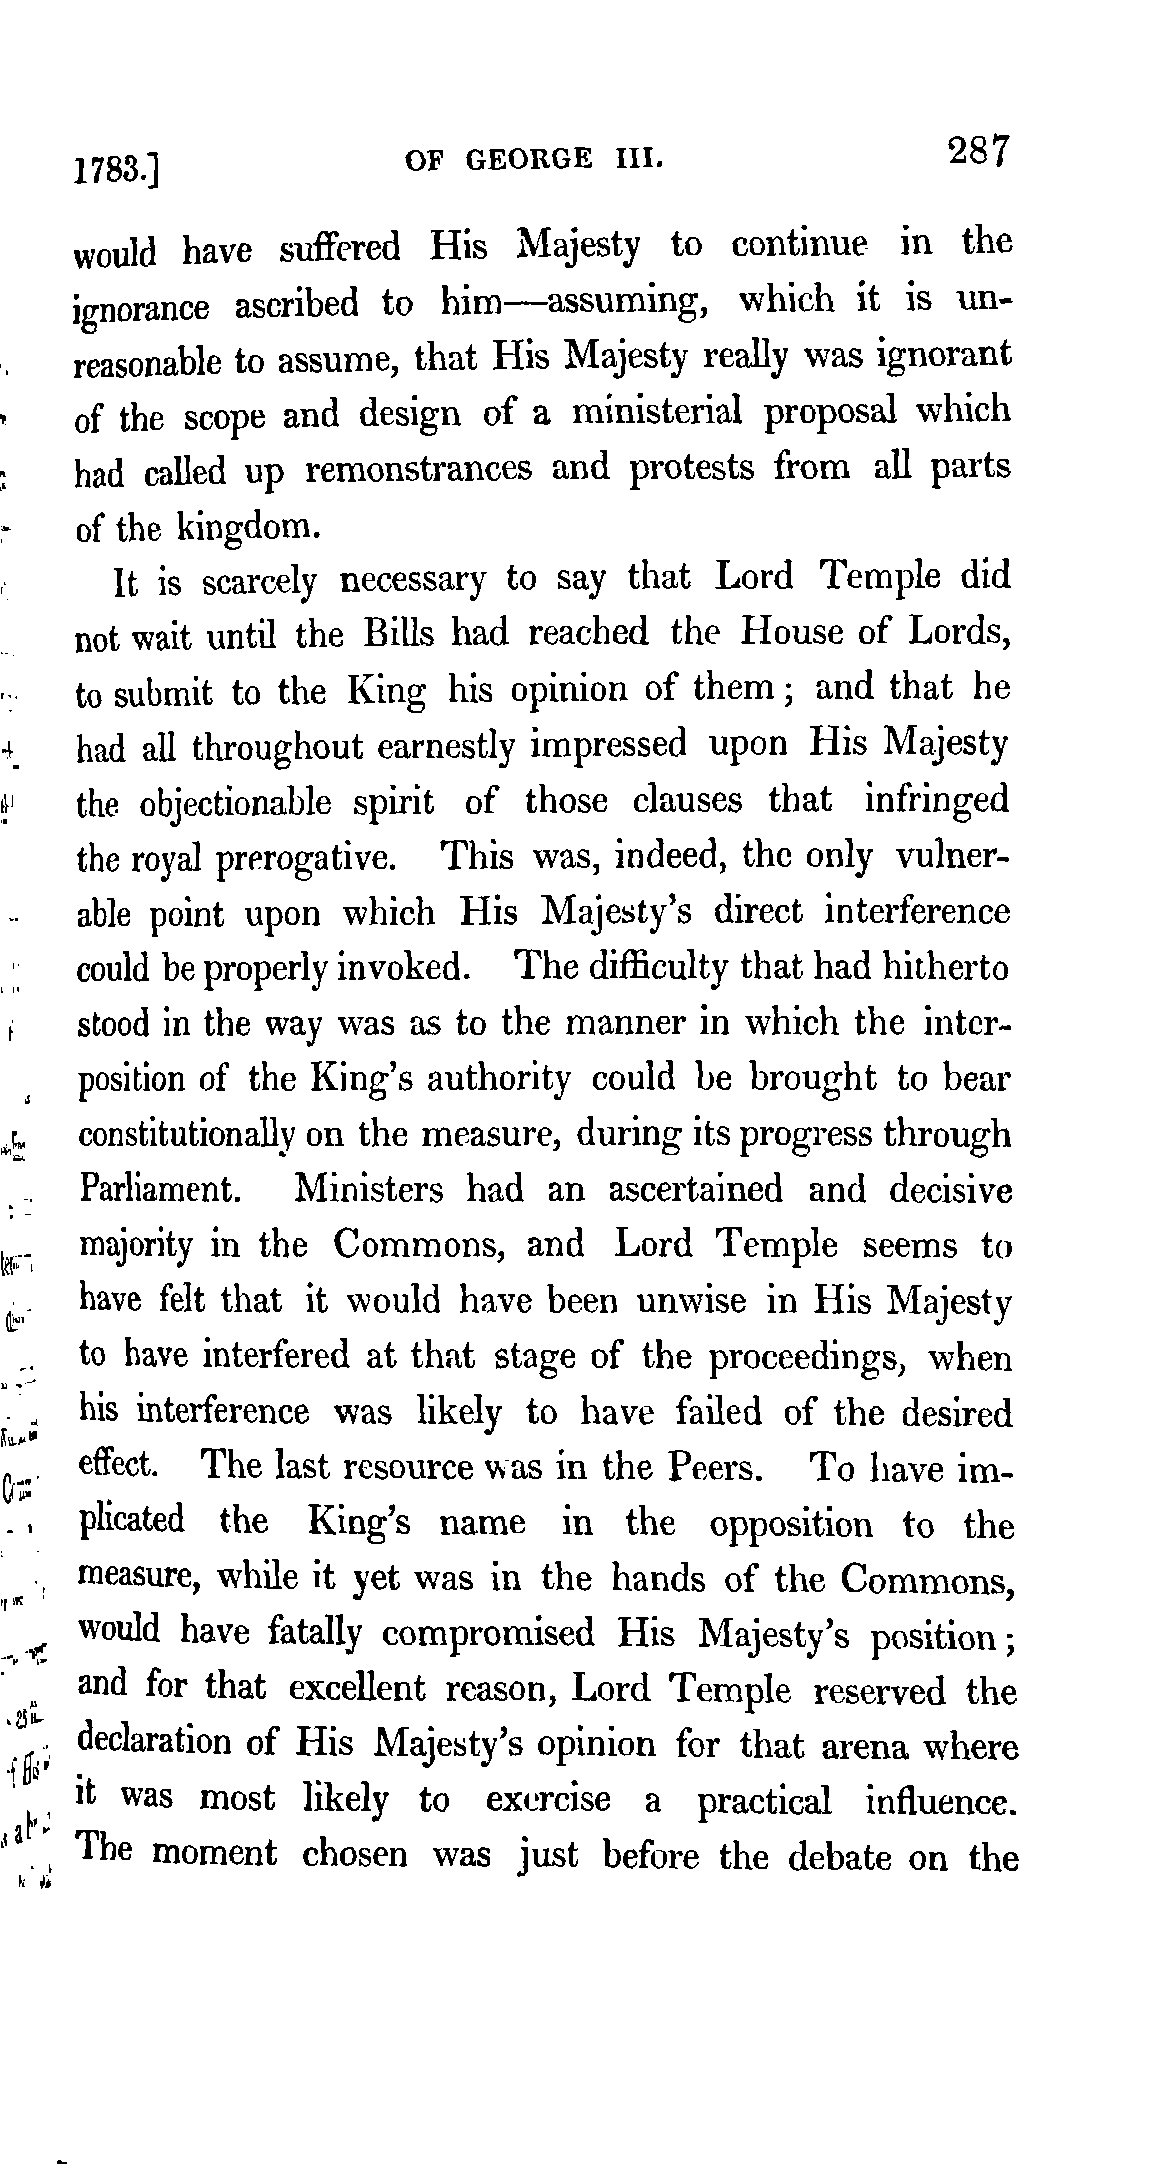 1783.] OF GEORGE III. 287
would have suffered His Majesty to continue in the
ignorance ascribed to him—assuming, which it is un-
reasonable to assume, that His Majesty really was ignorant
of the scope and design of a ministerial proposal which
had called up remonstrances and protests from all parts
of the kingdom.
It is scarcely necessary to say that Lord Temple did
not wait until the Bills had reached the House of Lords,
to submit to the King his opinion of them; and that he
had all throughout earnestly impressed upon His Majesty
the objectionable spirit of those clauses that infringed
the royal prerogative. This was, indeed, the only vulner-
able point upon which His Majesty's direct interference
could be properly invoked. The difficulty that had hitherto
stood in the way was as to the manner in which the inter-
position of the King's authority could be brought to bear
constitutionally on the measure, during its progress through
Parliament. Ministers had an ascertained and decisive
majority in the Commons, and Lord Temple seems to
have felt that it would have been unwise in His Majesty
to have interfered at that stage of the proceedings, when
his interference was likely to have failed of the desired
effect. The last resource was in the Peers. To have im-
plicated the King's name in the opposition to the
measure, while it yet was in the hands of the Commons,
would have fatally compromised His Majesty's position;
and for that excellent reason, Lord Temple reserved the
declaration of His Majesty's opinion for that arena where
it was most likely to exercise a practical influence.
The moment chosen was just before the debate on the